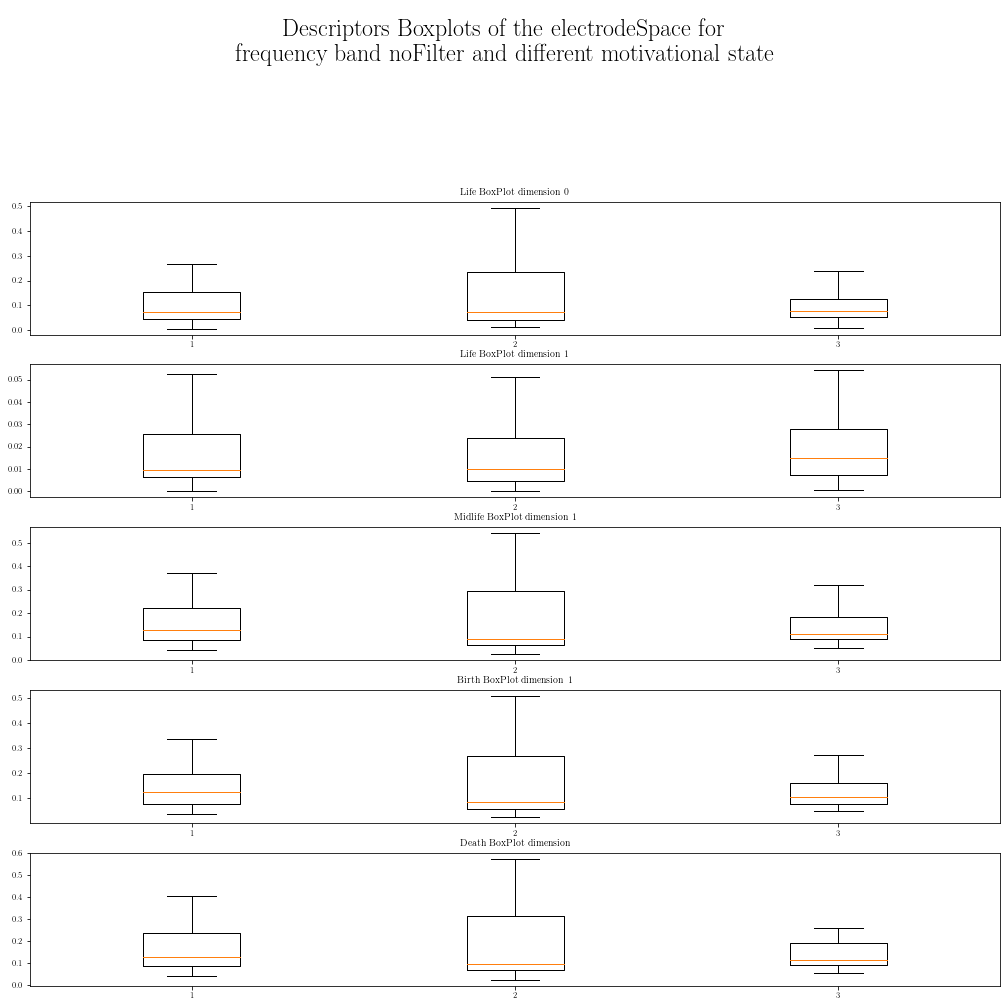 Descriptors Boxplots of the electrodeSpace for
frequency band noFilter and different motivational state
Life BoxPlot dimension 0
0.5
0.4
0.3
0.2
0.1
0.0
1 2 3
Life BoxPlot dimension 1
0.05
0.04
0.03
0.02
0.01
0.00
1 2 3
Midlife BoxPlot dimension 1
0.5
0.4
0.3
0.2
0.1
0.0
1 2 3
Birth BoxPlot dimension 1
0.5
0.4
0.3
0.2
0.1
1 2 3
Death BoxPlot dimension
0.6
0.5
0.4
0.3
0.2
0.1
0.0
1 2 3